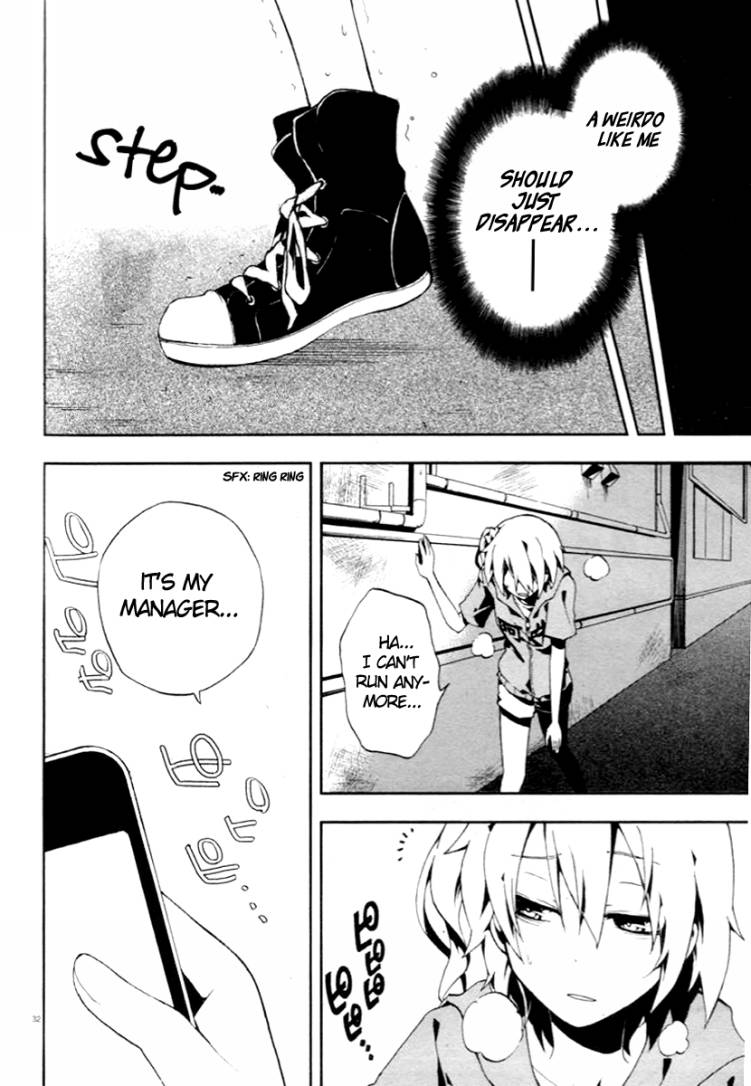 A WEIRDO
LIKE ME
SHOULD
JUST
DISAPPEAR...
step...
HA...
I CAN'T
RUN ANY-
MORE...
SFX: RING RING
IT'S MY
MANAGER...
32